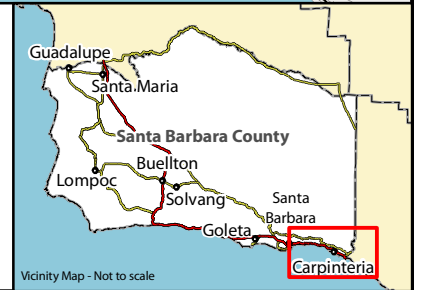 Guadalupe
Santa Maria
Santa Barbara County
Buellton
Lompoc
Solvang
Santa
Barbara
Goleta
Carpinteria
Vicinity Map - Not to scale